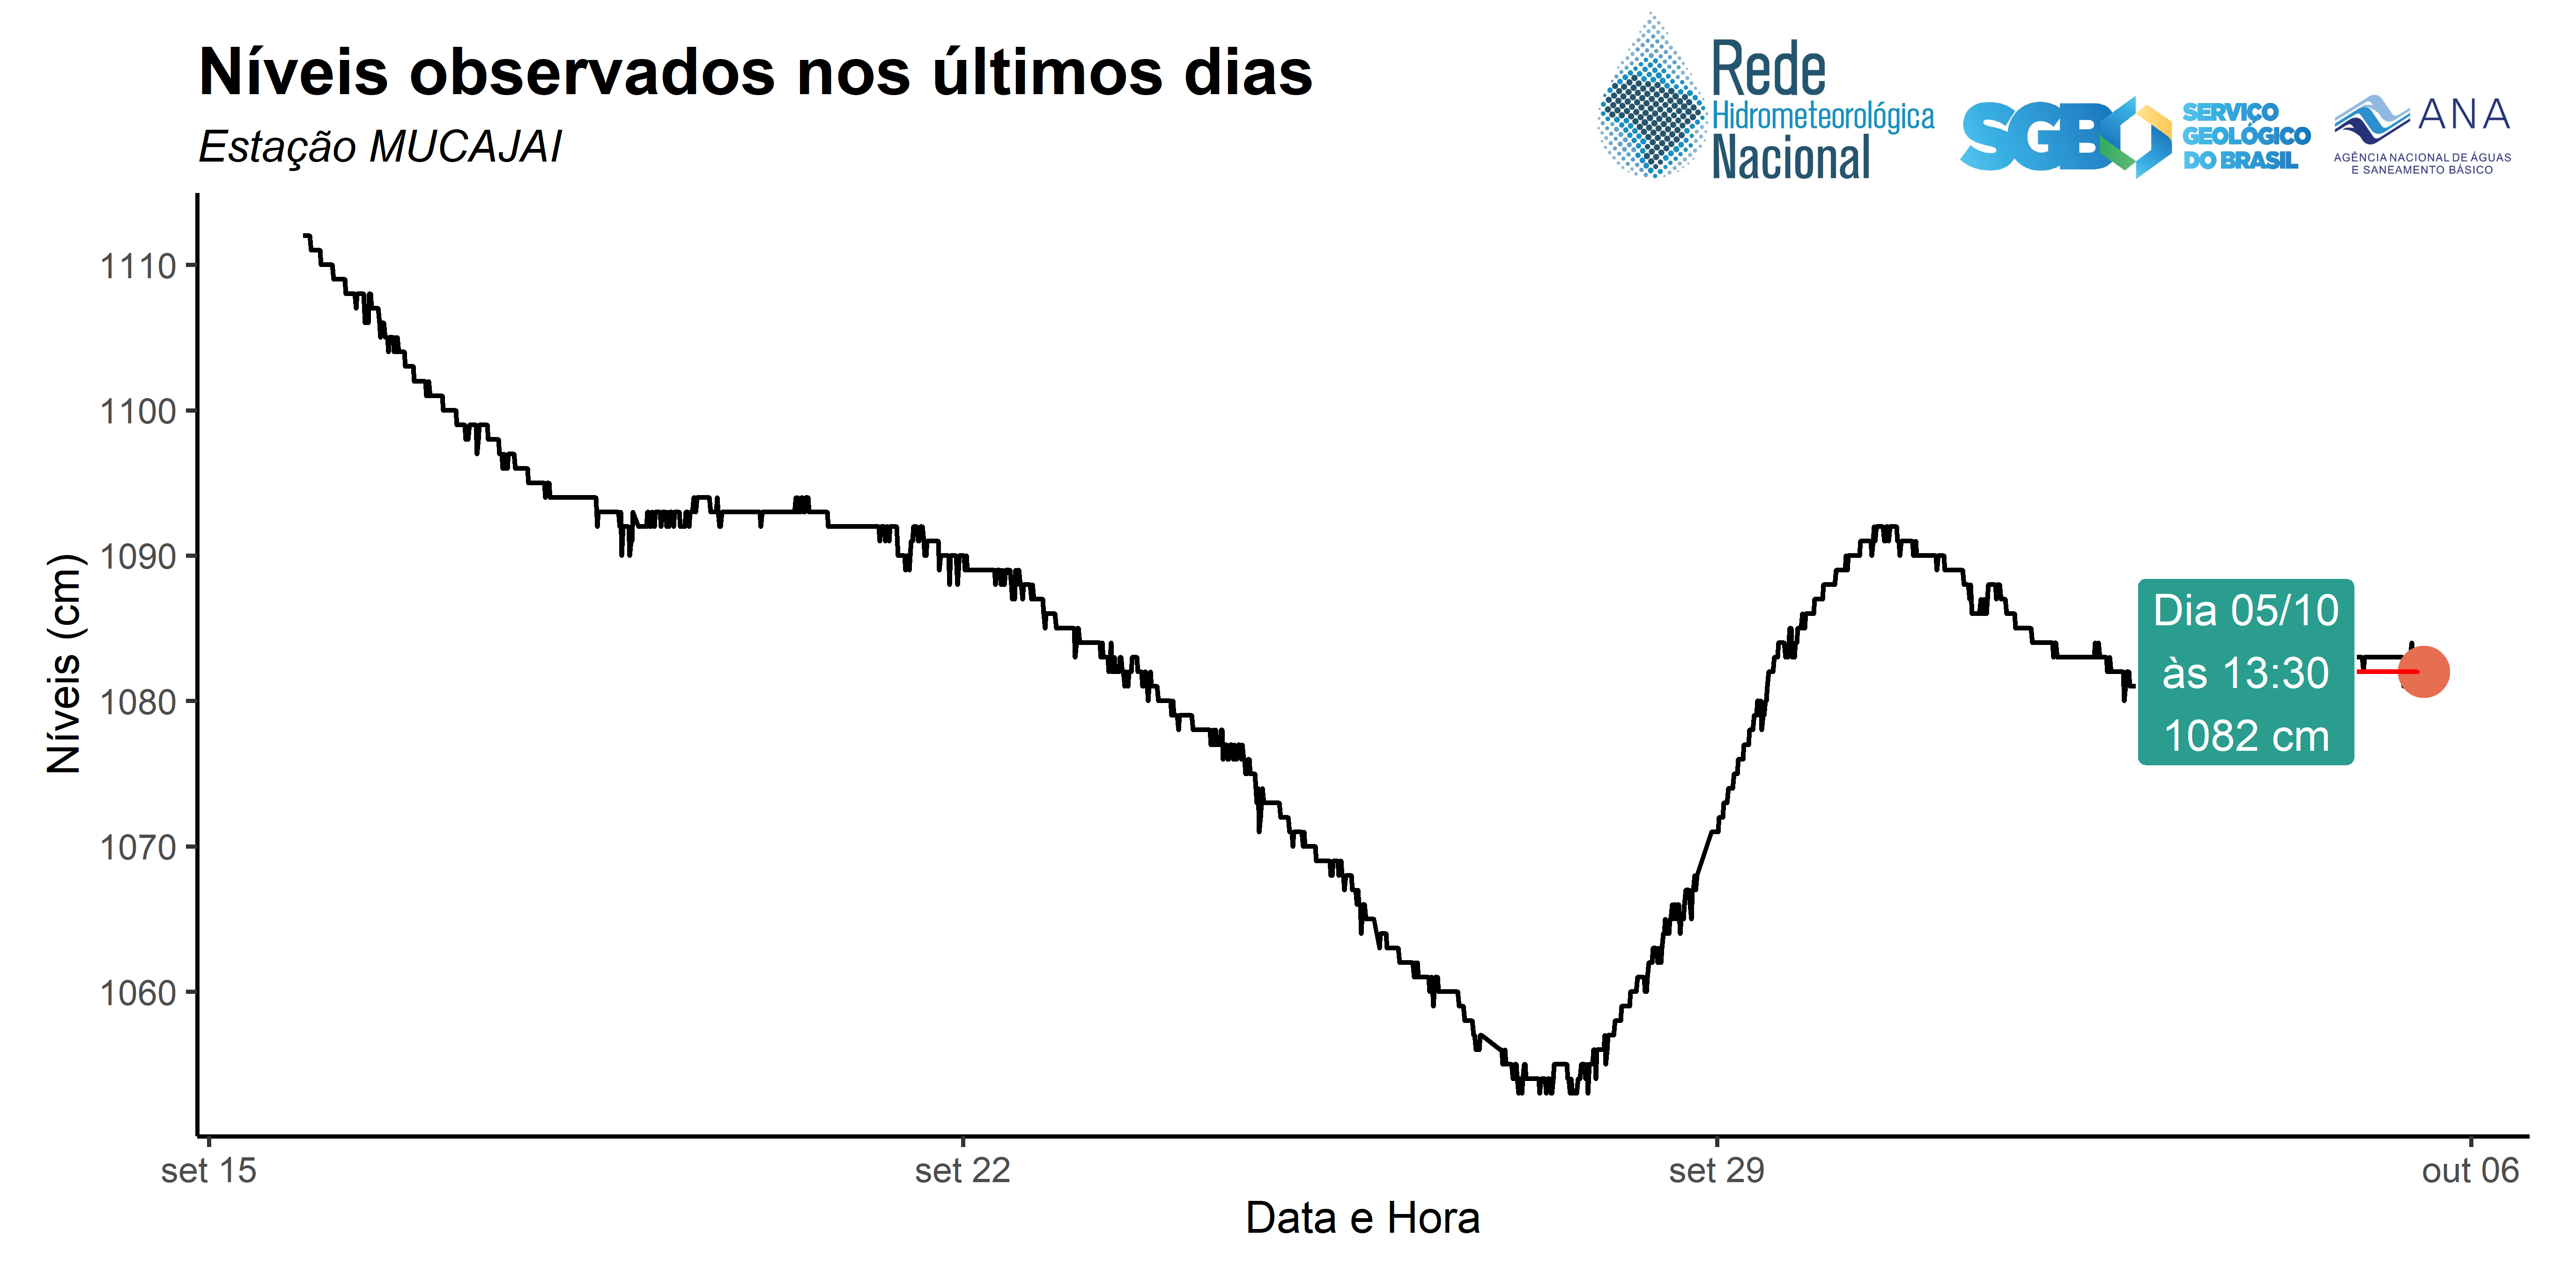 Níveis observados nos últimos dias
Estação MUCAJAI
Rede
Hidrometeorológica
Nacional
SGB
SERVIÇO
GEOLÓGICO
DO BRASIL
ANA
AGÊNCIA NACIONAL DE ÁGUAS
E SANEAMENTO BÁSICO
Níveis (cm)
1110
1100
1090
1080
1070
1060
Dia 05/10
às 13:30
1082 cm
set 15
set 22
set 29
out 06
Data e Hora